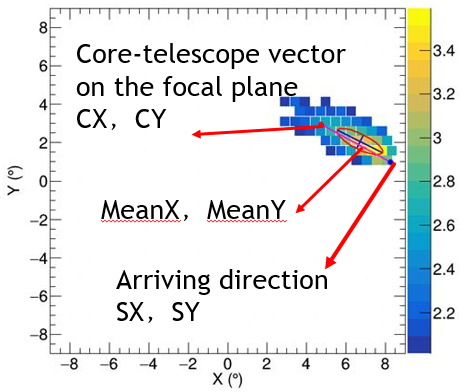 8
6
4
2
0
−2
−4
−6
−8
Y (°)
Core-telescope vector
on the focal plane
CX， CY
MeanX， MeanY
Arriving direction
SX， SY
−8 −6 −4 −2 0 2 4 6 8
X (°)
3.4
3.2
3
2.8
2.6
2.4
2.2